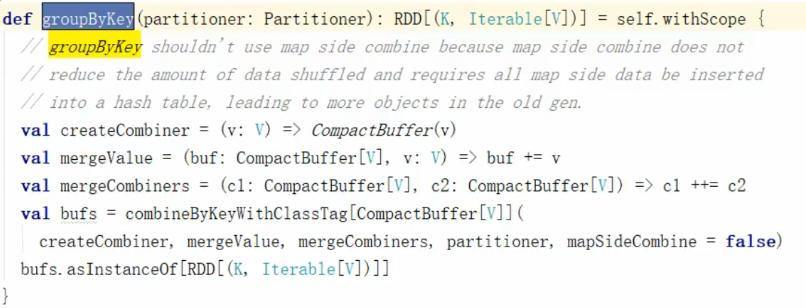 def groupByKey(partitioner: Partitioner): RDD[(K, Iterable[V])] = self.withScope {
// groupByKey shouldn't use map side combine because map side combine does not
// reduce the amount of data shuffled and requires all map side data be inserted
// into a hash table, leading to more objects in the old gen.
val createCombiner = (v: V) => CompactBuffer(v)
val mergeValue = (buf: CompactBuffer[V], v: V) => buf += v
val mergeCombiners = (c1: CompactBuffer[V], c2: CompactBuffer[V]) => c1 ++= c2
val bufs = combineByKeyWithClassTag[CompactBuffer[V]](
createCombiner, mergeValue, mergeCombiners, partitioner, mapSideCombine = false)
bufs.asInstanceOf[RDD[(K, Iterable[V])]]
}